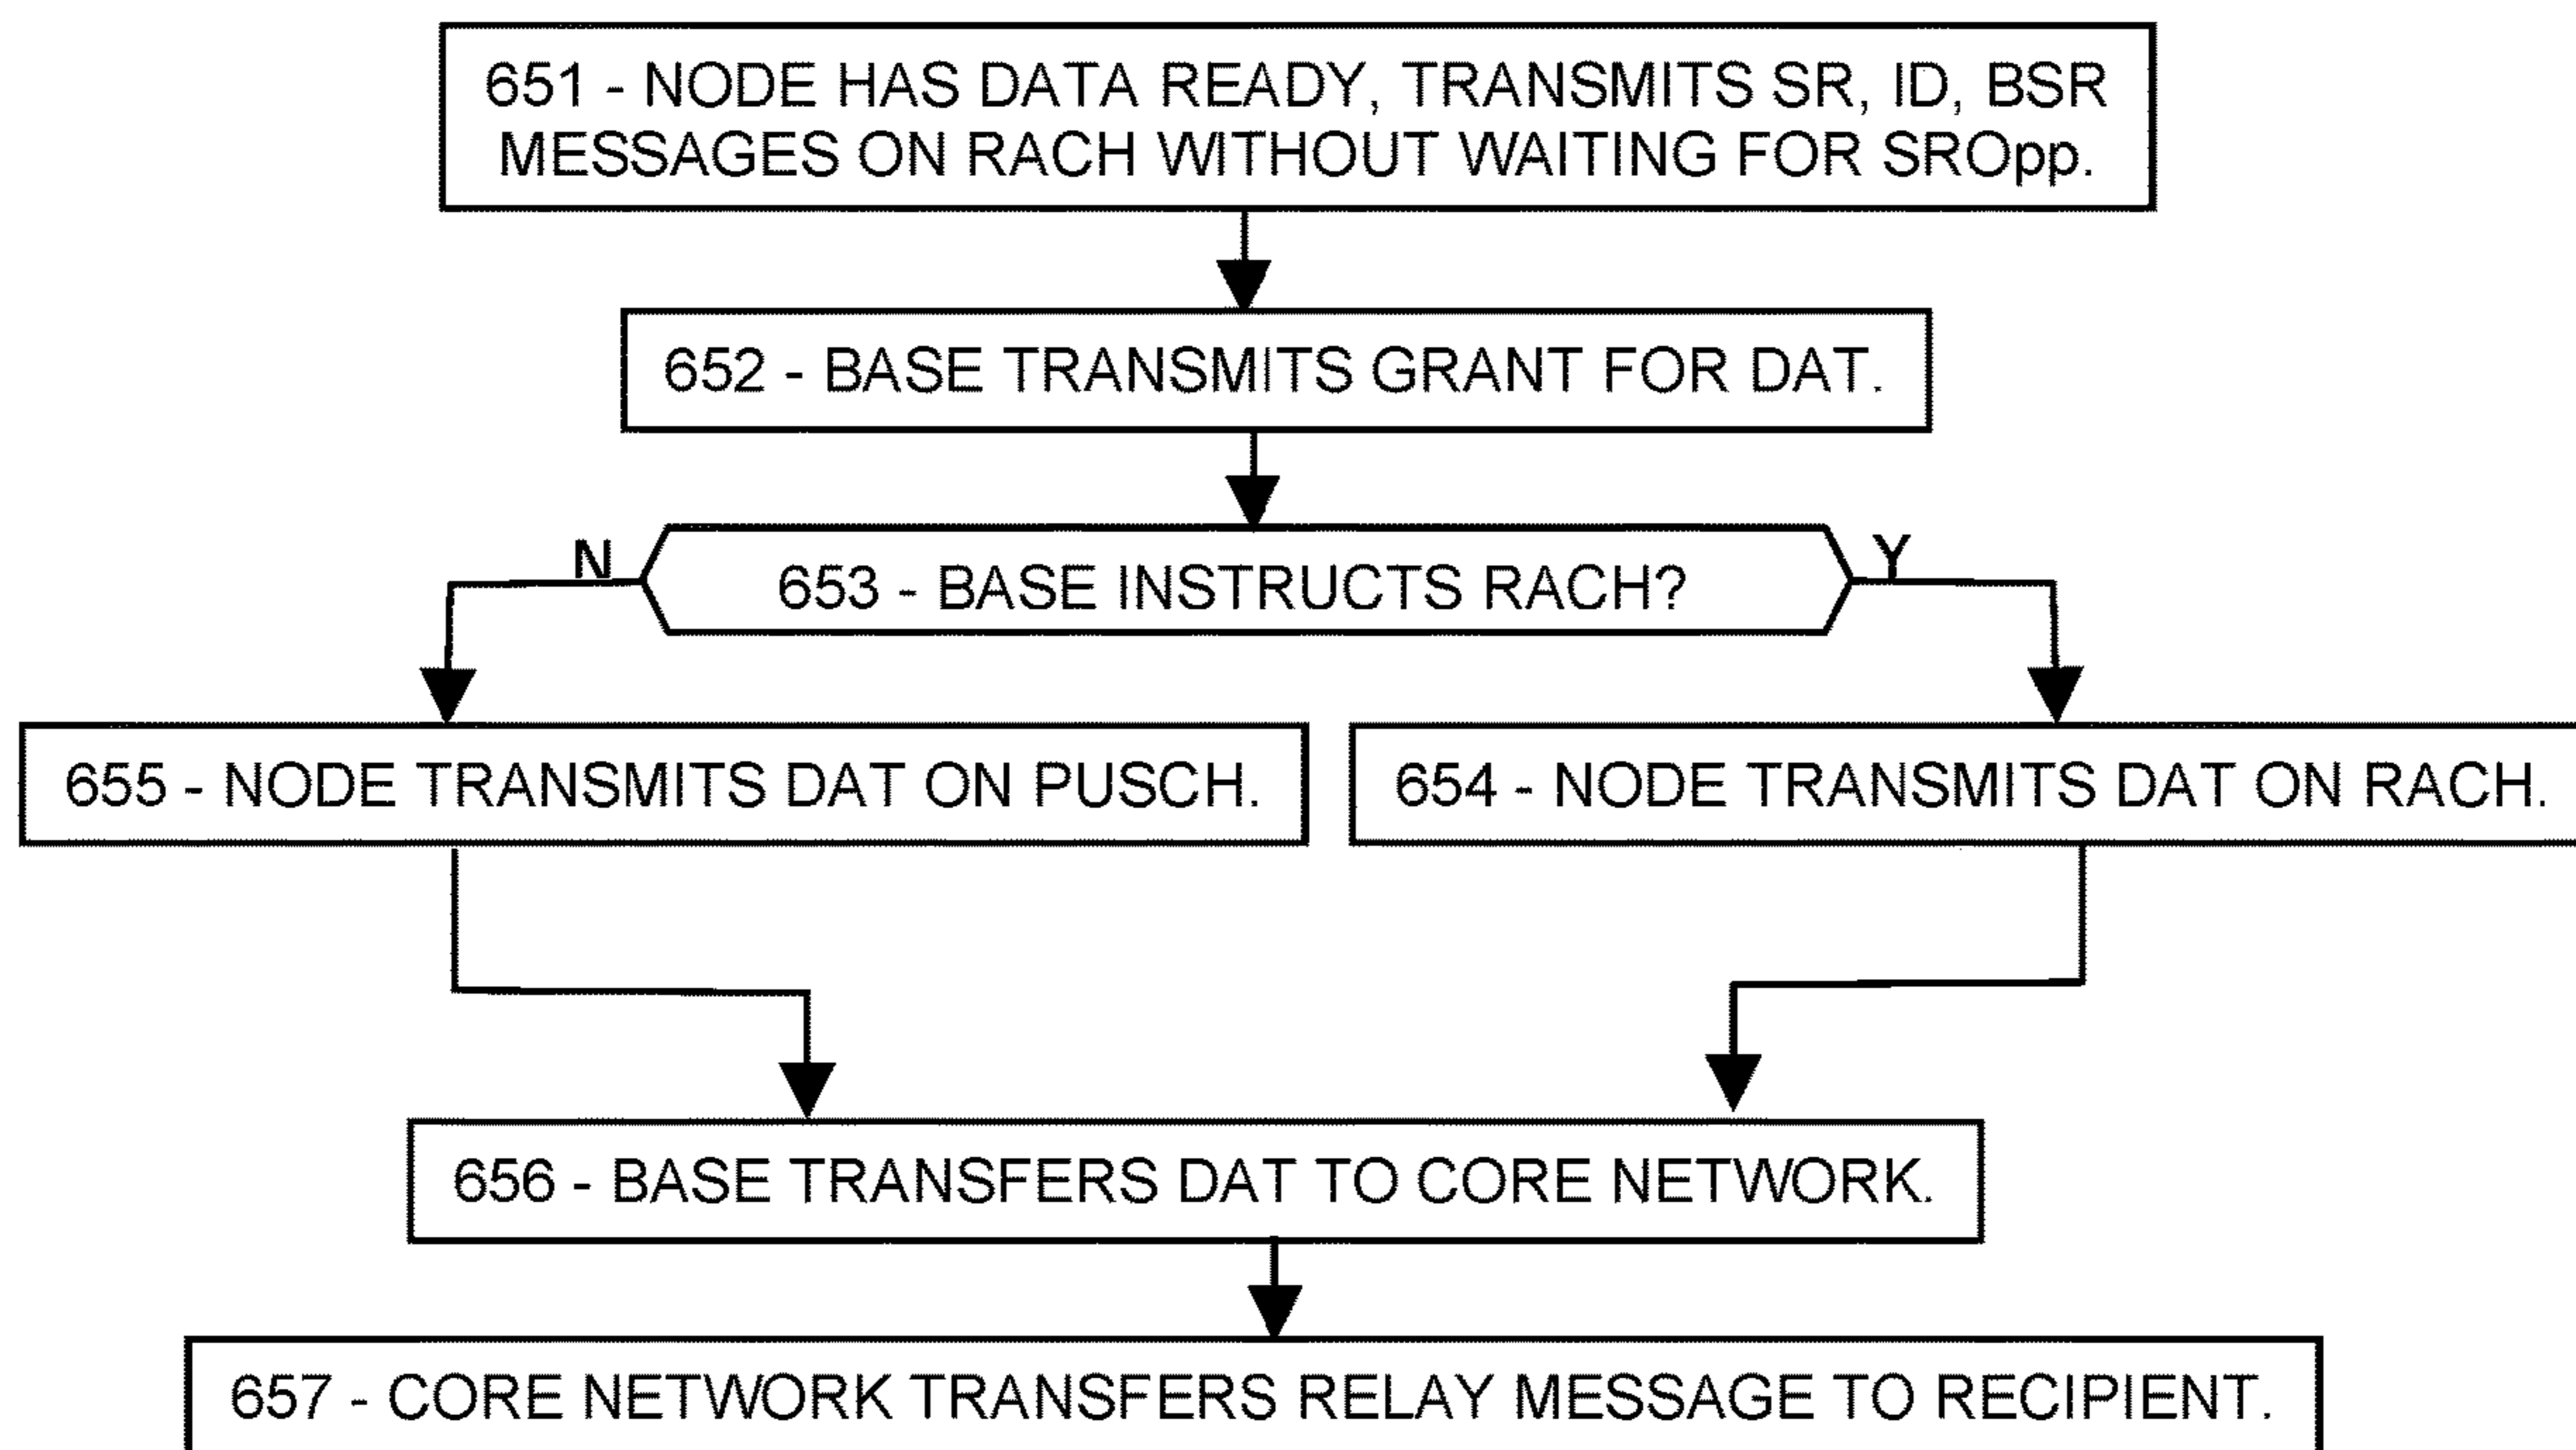 651 - NODE HAS DATA READY, TRANSMITS SR, ID, BSR
MESSAGES ON RACH WITHOUT WAITING FOR SROpp.
652 - BASE TRANSMITS GRANT FOR DAT.
N
Y
653 - BASE INSTRUCTS RACH?
655 - NODE TRANSMITS DAT ON PUSCH.
654 - NODE TRANSMITS DAT ON RACH.
656 - BASE TRANSFERS DAT TO CORE NETWORK.
657 - CORE NETWORK TRANSFERS RELAY MESSAGE TO RECIPIENT.